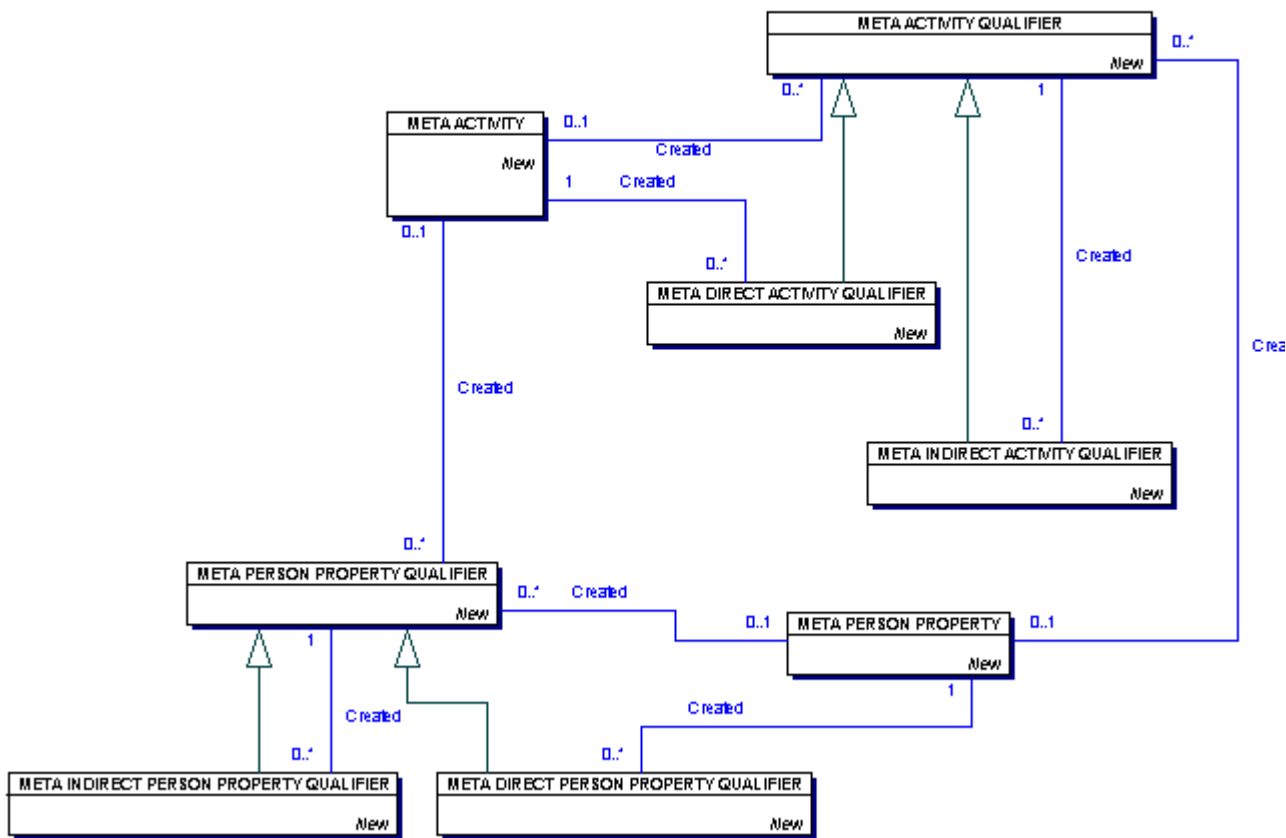 META ACTIVITY QUALIFIER
0..*
New
0..*
1
META ACTIVITY
0..1
Created
New
1
Created
0..1
Created
0..*
META DIRECT ACTIVITY QUALIFIER
New
Crea
Created
0..*
META INDIRECT ACTIVITY QUALIFIER
New
0..*
META PERSON PROPERTY QUALIFIER
0..*
Created
New
META PERSON PROPERTY
0..1
0..1
1
New
1
Created
Created
0..*
0..*
META INDIRECT PERSON PROPERTY QUALIFIER
META DIRECT PERSON PROPERTY QUALIFIER
New
New